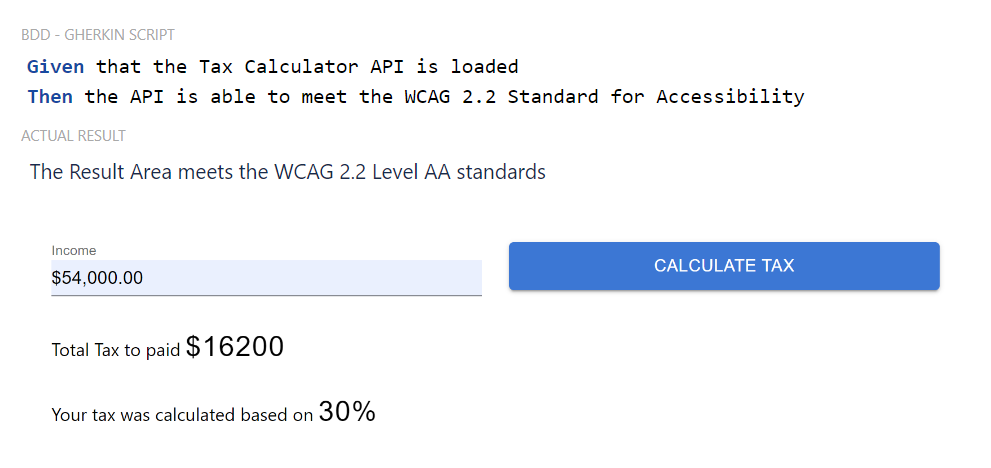 BDD - GHERKIN SCRIPT
Given that the Tax Calculator API is loaded
Then the API is able to meet the WCAG 2.2 Standard for Accessibility
ACTUAL RESULT
The Result Area meets the WCAG 2.2 Level AA standards
Income
$54,000.00
CALCULATE TAX
Total Tax to paid $16200
Your tax was calculated based on 30%